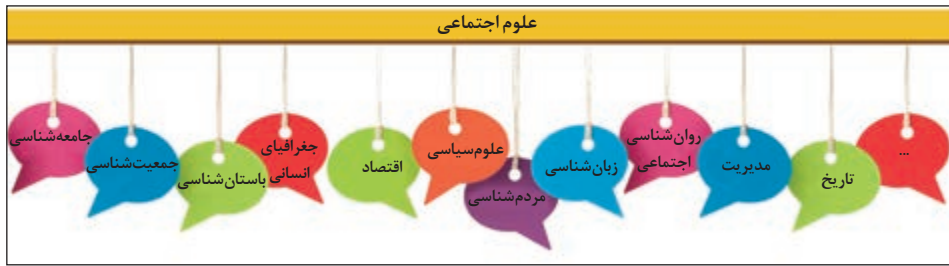 علوم اجتماعی
...
تاریخ
مدیریت
روان‌شناسی
اجتماعی
زبان‌شناسی
مردم‌شناسی
علوم‌سیاسی
اقتصاد
جغرافیای
انسانی
باستان‌شناسی
جمعیت‌شناسی
جامعه‌شناسی